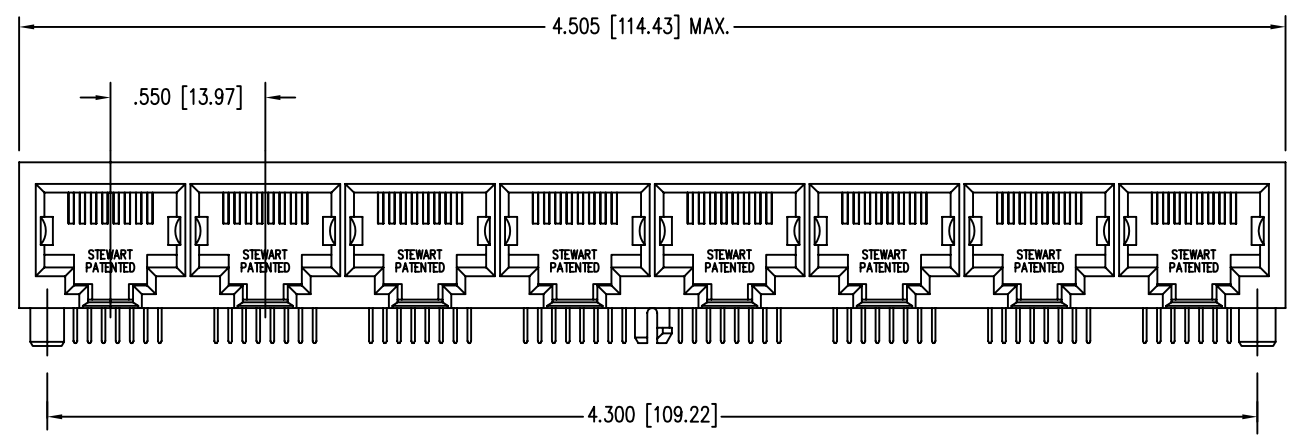 4.505 [114.43] MAX.
.550 [13.97]
STEWART
PATENTED
STEWART
PATENTED
STEWART
PATENTED
STEWART
PATENTED
STEWART
PATENTED
STEWART
PATENTED
STEWART
PATENTED
STEWART
PATENTED
4.300 [109.22]